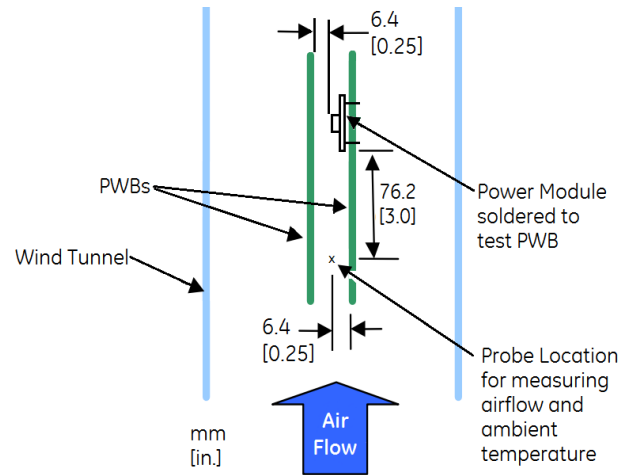 6.4
[0.25]
PWBs
76.2
[3.0]
Power Module
soldered to
test PWB
Wind Tunnel
x
6.4
[0.25]
Probe Location
for measuring
airflow and
ambient
temperature
Air
Flow
mm
[in.]